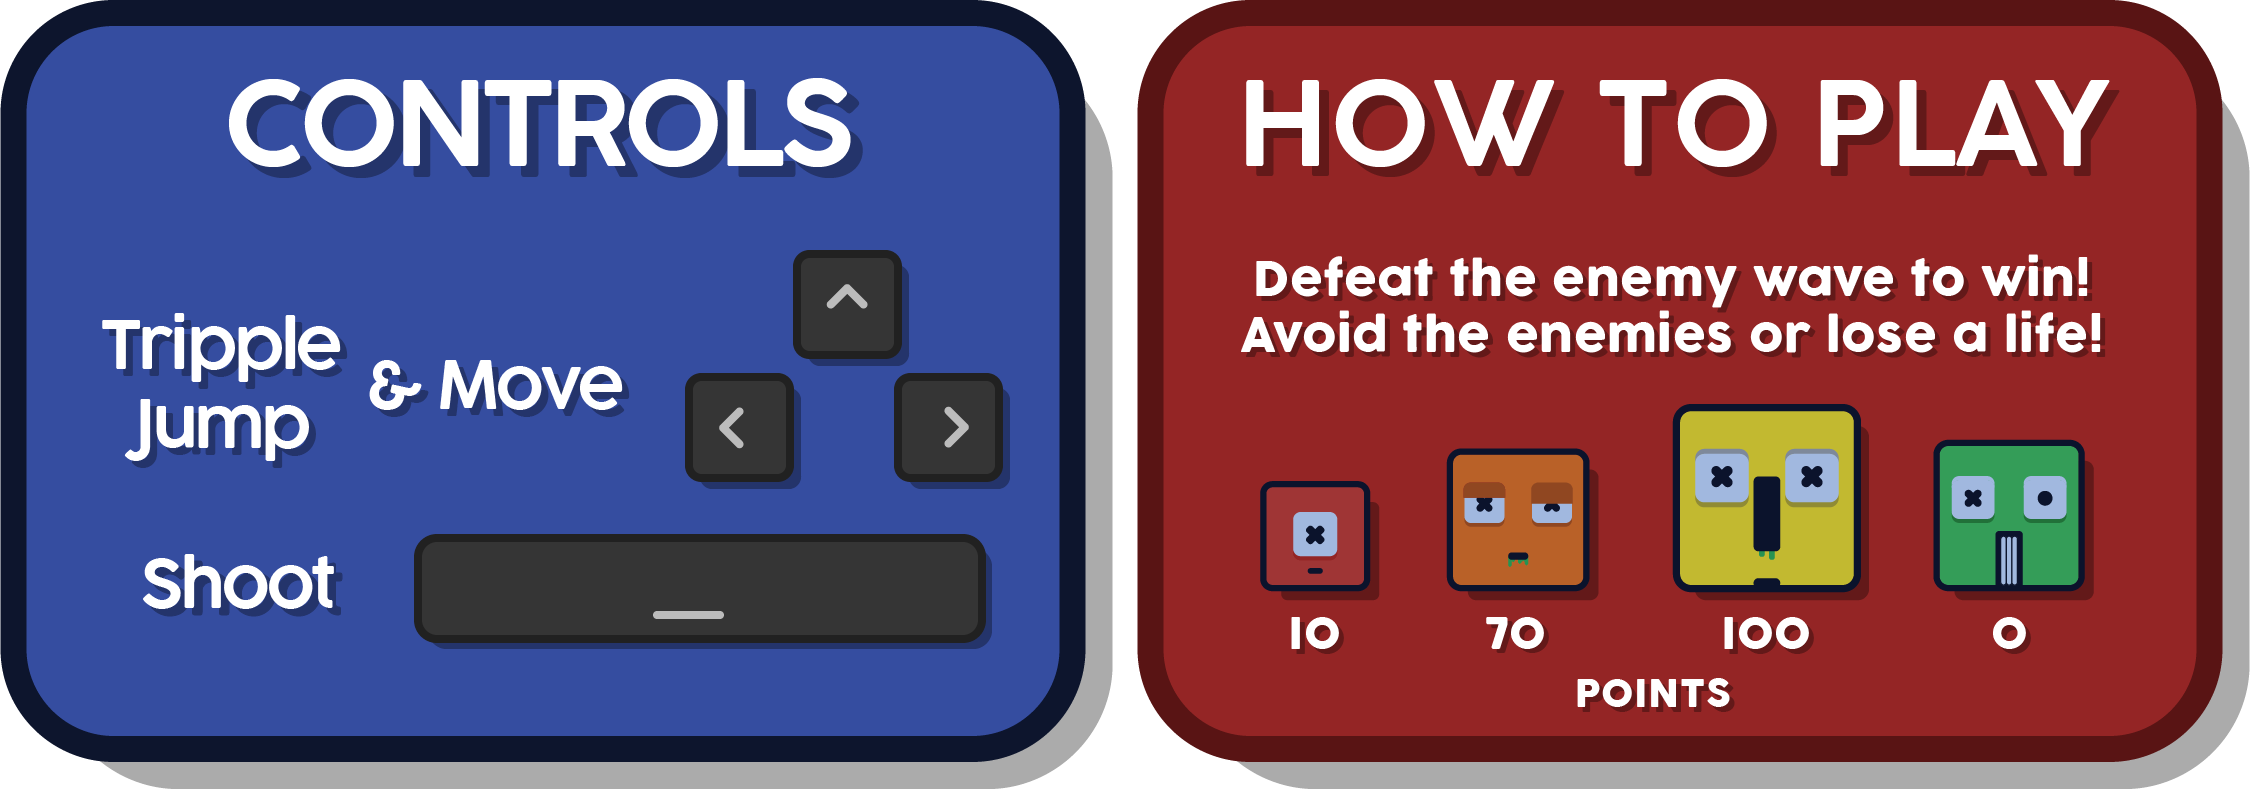 CONTROLS
Tripple
Jump
& Move
Shoot
HOW TO PLAY
Defeat the enemy wave to win!
Avoid the enemies or lose a life!
10 70 100 0
POINTS